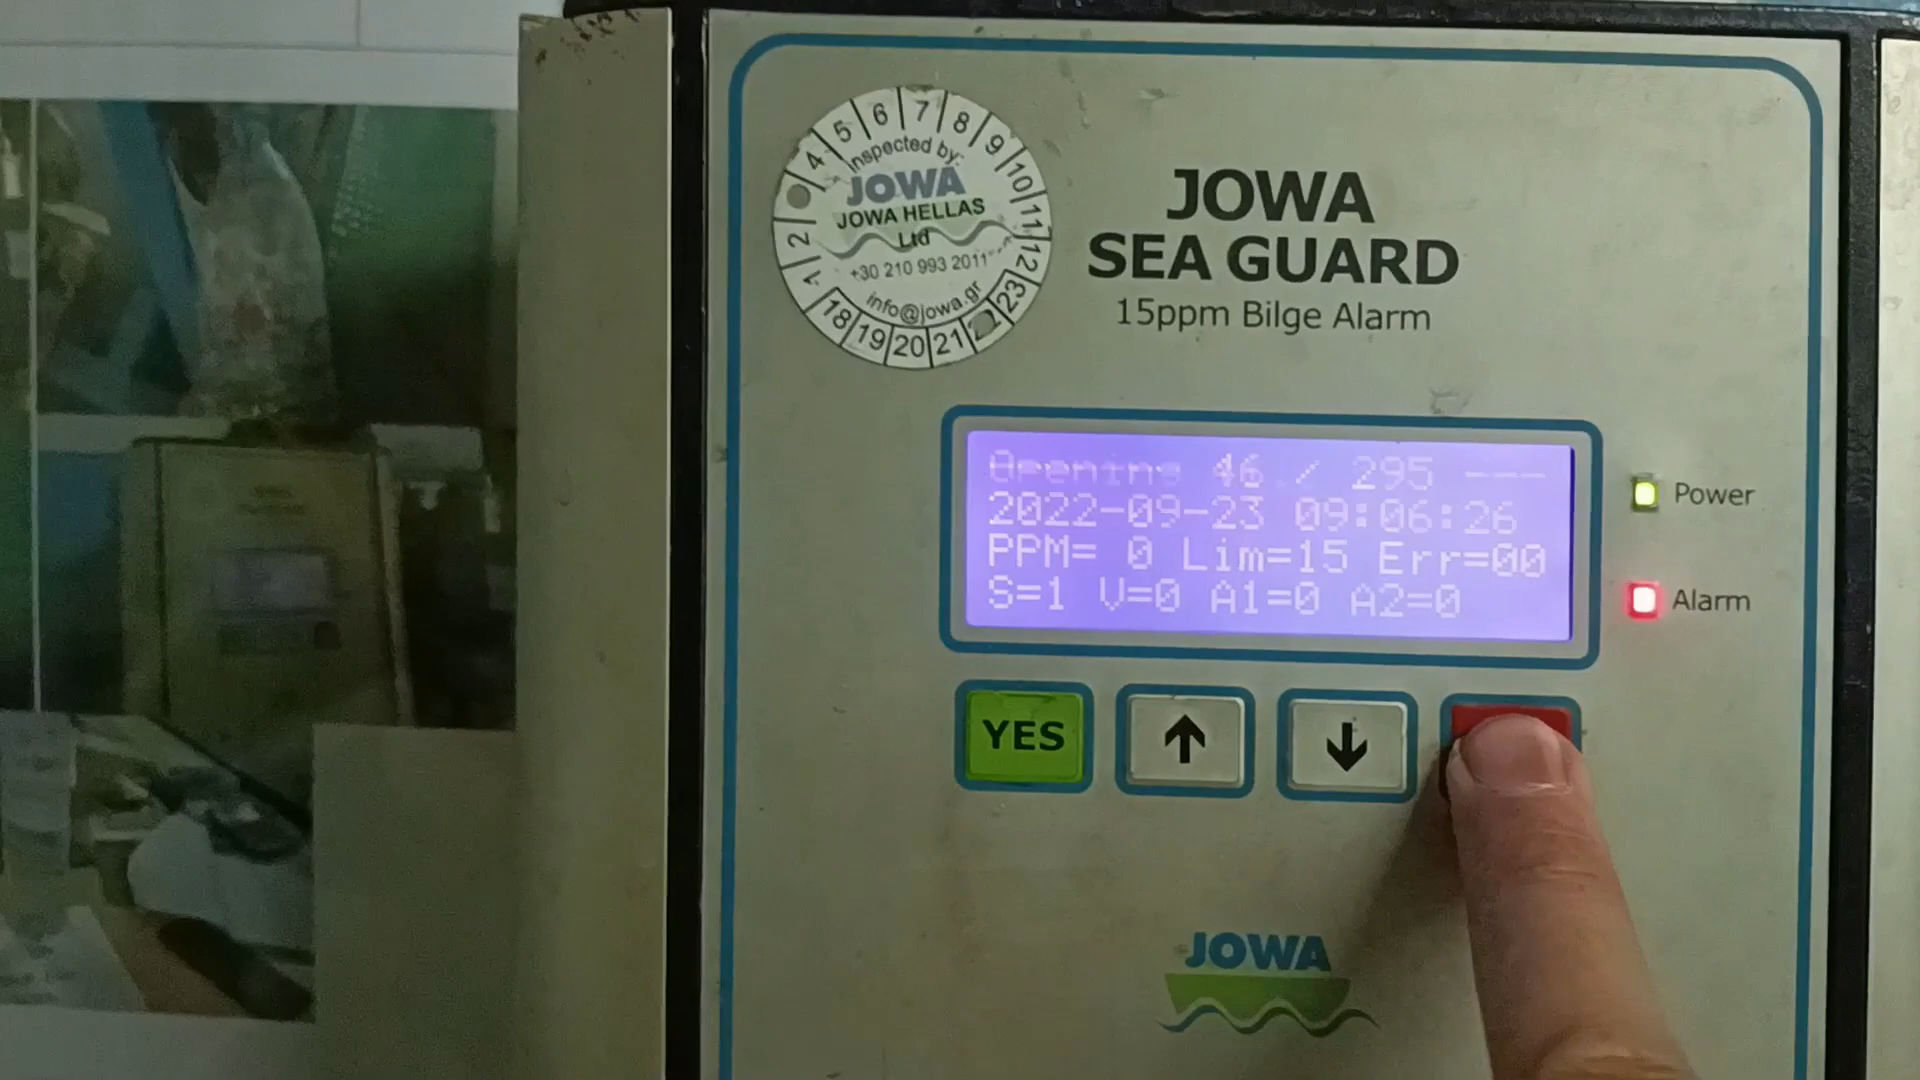 1 2 4 5 6 7 8 9 10 11 12
Inspected by:
JOWA
JOWA HELLAS
Ltd
+30 210 993 2011
info@jowa.gr
18 19 20 21 23
JOWA
SEA GUARD
15ppm Bilge Alarm
46 / 295 ---
2022-09-23 09:06:26
PPM= 0 Lim=15 Err=00
S=1 V=0 A1=0 A2=0
Power
Alarm
YES ↑ ↓
JOWA